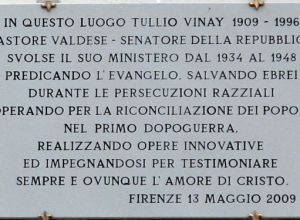 IN QUESTO LUOGO TULLIO VINAY 1909 - 1996
ASTORE VALDESE - SENATORE DELLA REPUBBLIC
SVOLSE IL SUO MINISTERO DAL 1934 AL 1948
PREDICANDO L'EVANGELO, SALVANDO EBREI
DURANTE LE PERSECUZIONI RAZZIALI
OPERANDO PER LA RICONCILIAZIONE DEI POPO
NEL PRIMO DOPOGUERRA,
REALIZZANDO OPERE INNOVATIVE
ED IMPEGNANDOSI PER TESTIMONIARE
SEMPRE E OVUNQUE L'AMORE DI CRISTO.
FIRENZE 13 MAGGIO 2009